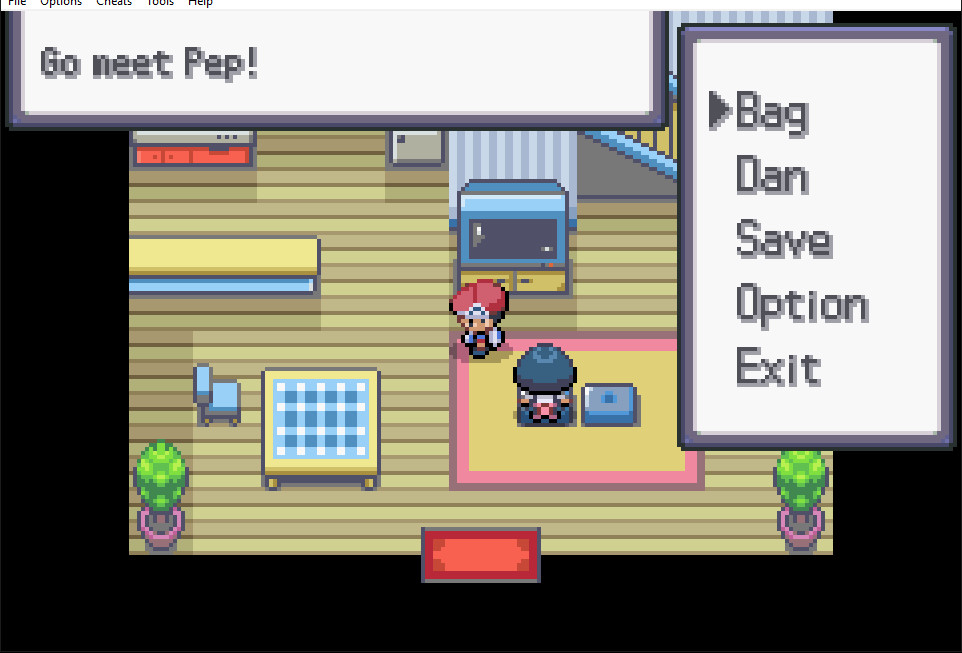 File Options Cheats Tools Help
Go meet Pep!
Bag
Dan
Save
Option
Exit